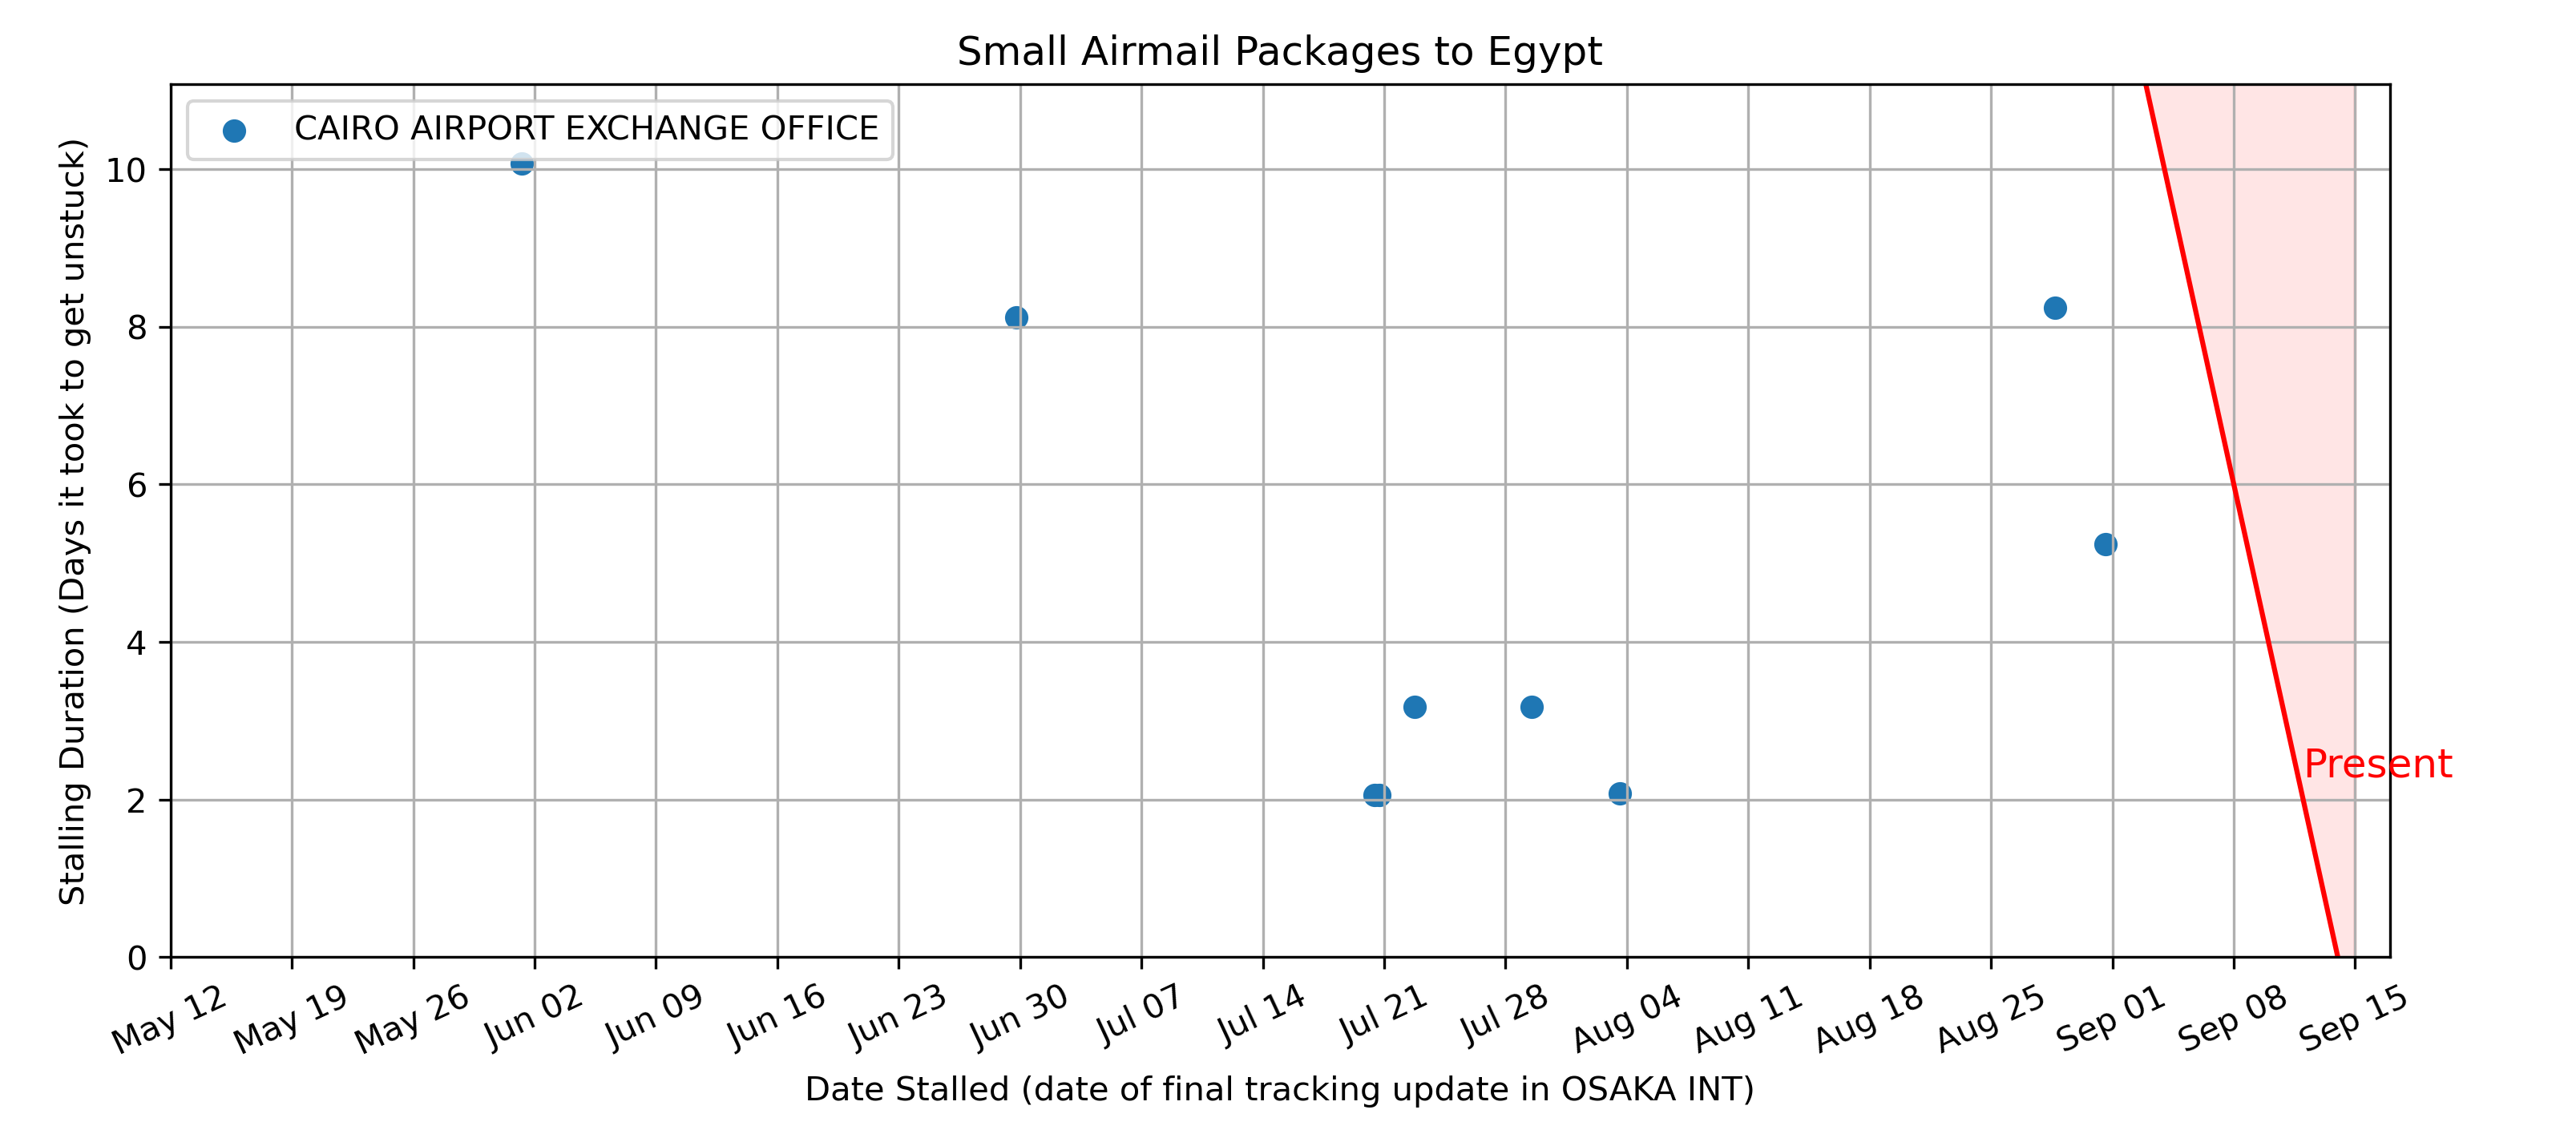 Small Airmail Packages to Egypt
CAIRO AIRPORT EXCHANGE OFFICE
Stalling Duration (Days it took to get unstuck)
10
8
6
4
2
0
Present
May 12 May 19 May 26 Jun 02 Jun 09 Jun 16 Jun 23 Jun 30 Jul 07 Jul 14 Jul 21 Jul 28 Aug 04 Aug 11 Aug 18 Aug 25 Sep 01 Sep 08 Sep 15
Date Stalled (date of final tracking update in OSAKA INT)